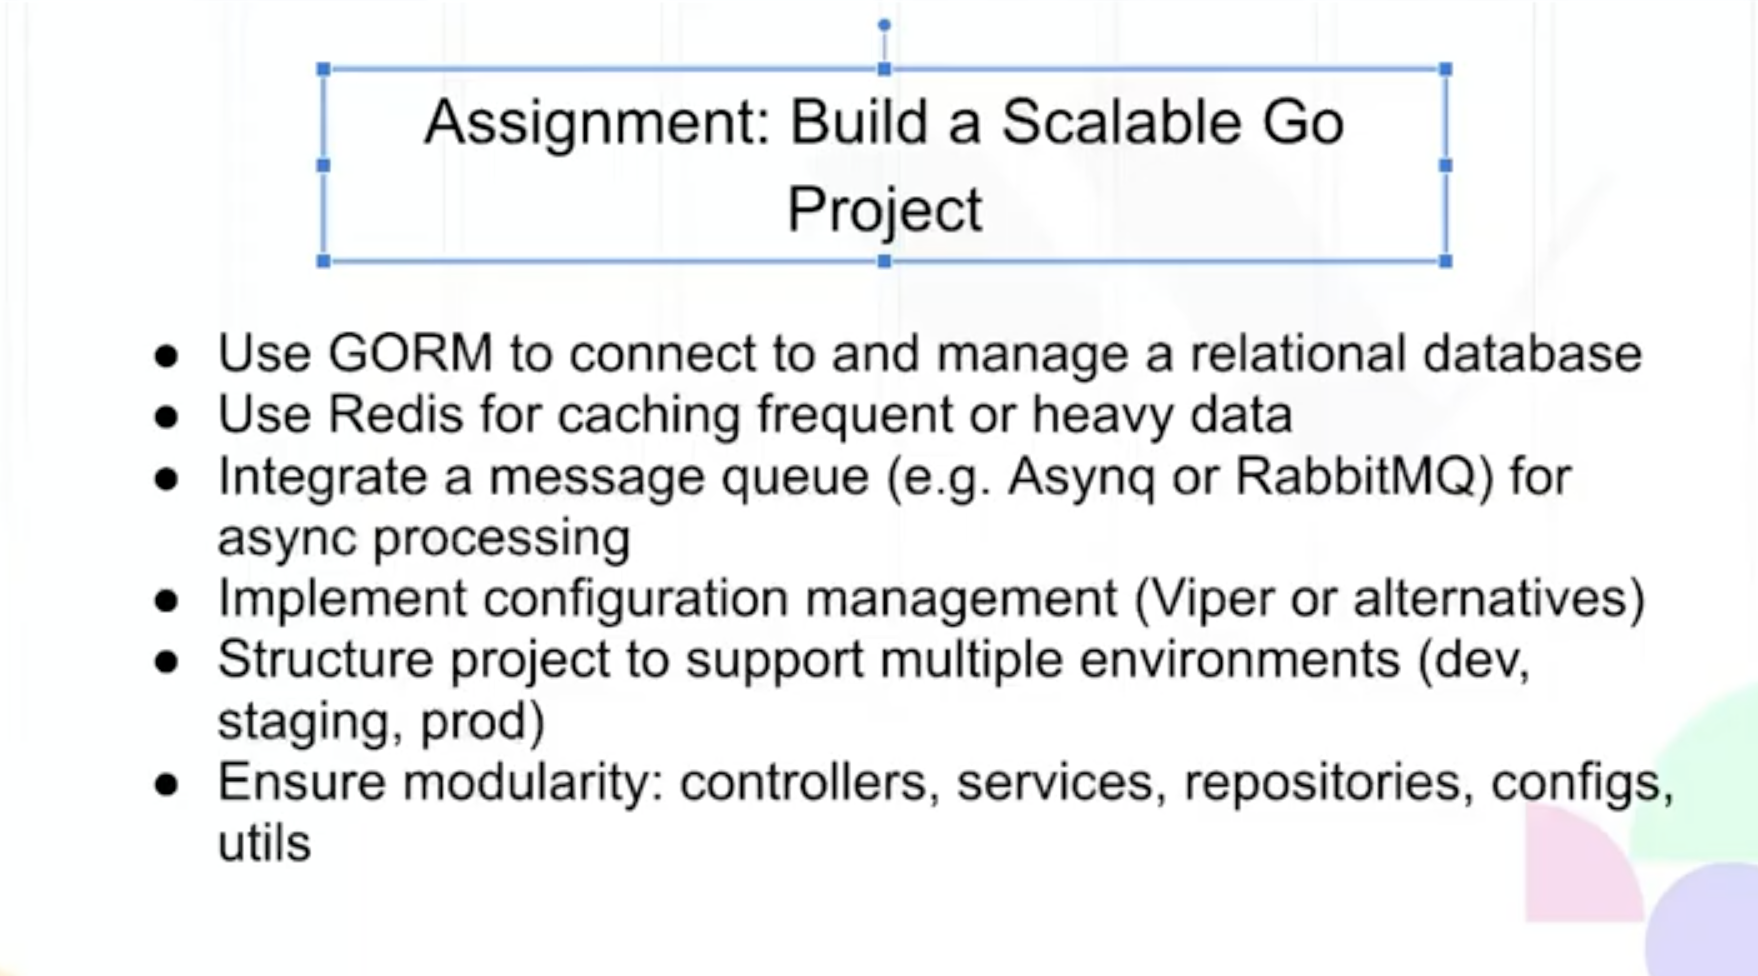 Assignment: Build a Scalable Go
Project
● Use GORM to connect to and manage a relational database
● Use Redis for caching frequent or heavy data
● Integrate a message queue (e.g. Asynq or RabbitMQ) for
async processing
● Implement configuration management (Viper or alternatives)
● Structure project to support multiple environments (dev,
staging, prod)
● Ensure modularity: controllers, services, repositories, configs,
utils